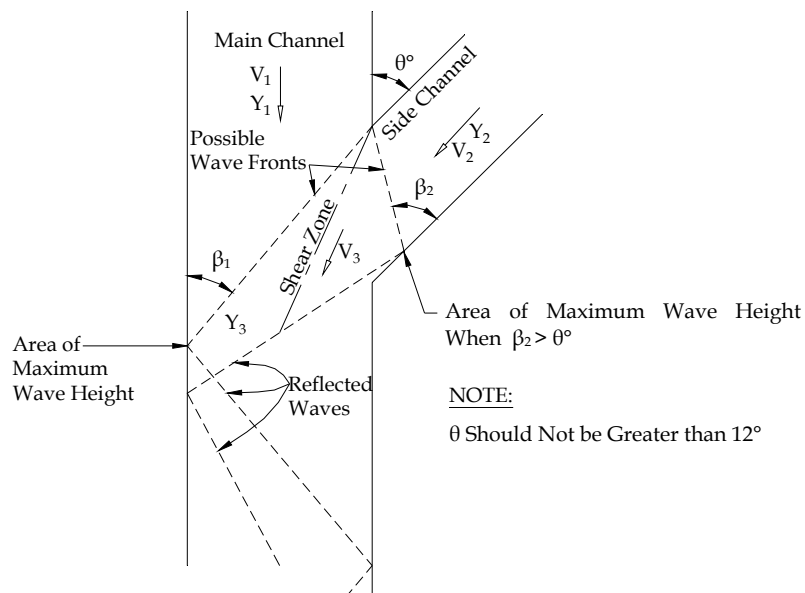 Main Channel
V1
Y1
θ°
Side Channel
Y2
V2
Possible
Wave Fronts
β2
β1
Shear Zone
V3
Y3
Area of
Maximum
Wave Height
Area of Maximum Wave Height
When β2 > θ°
Reflected
Waves
NOTE:
θ Should Not be Greater than 12°